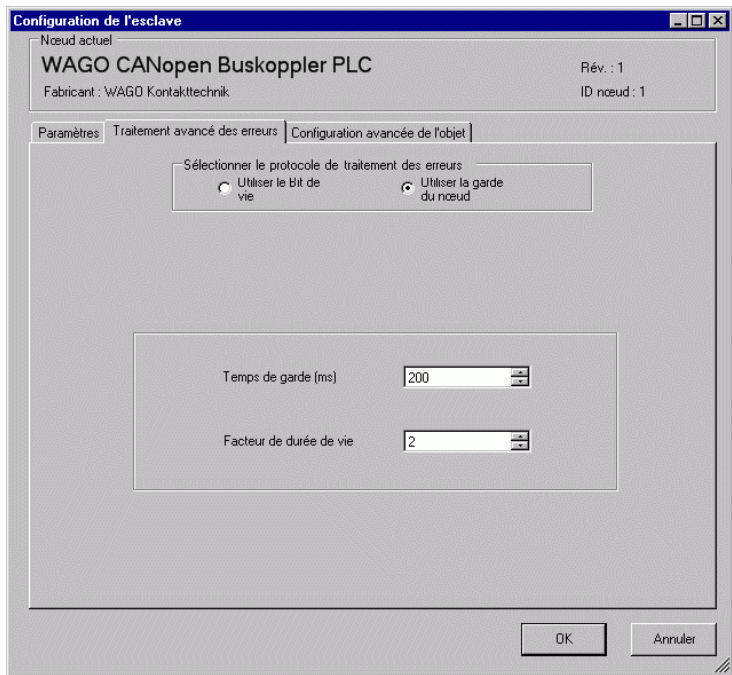 Configuration de l'esclave
Nœud actuel
WAGO CANopen Buskoppler PLC
Rév. : 1
Fabricant : WAGO Kontakttechnik
ID nœud : 1
Paramètres
Traitement avancé des erreurs
Configuration avancée de l'objet
Sélectionner le protocole de traitement des erreurs
Utiliser le Bit de
vie
Utiliser la garde
du nœud
Temps de garde (ms)
200
Facteur de durée de vie
2
OK
Annuler